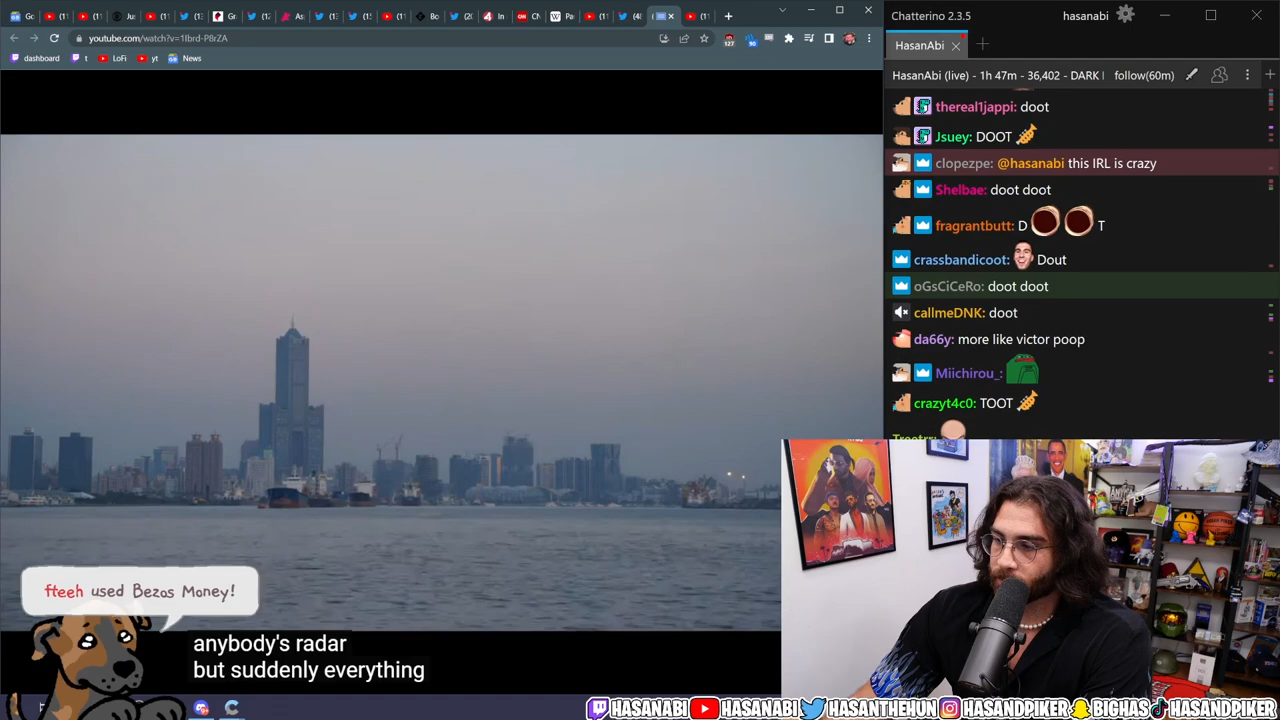 youtube.com/watch?v=1Ibrd-P8rZA
dashboard
t
LoFi
yt
News
127
90
Chatterino 2.3.5
hasanabi
HasanAbi
HasanAbi (live) - 1h 47m - 36,402 - DARK
follow(60m)
thereal1jappi: doot
Jsuey: DOOT
clopezpe: @hasanabi this IRL is crazy
Shelbae: doot doot
fragrantbutt: D T
crassbandicoot: Dout
oGsCiCeRo: doot doot
callmeDNK: doot
da66y: more like victor poop
Miichirou_:
crazyt4c0: TOOT
fteeh used Bezos Money!
anybody's radar
but suddenly everything
HASANABI HASANABI HASANTHEHUN HASANDPIKER BIGHAS HASANDPIKER